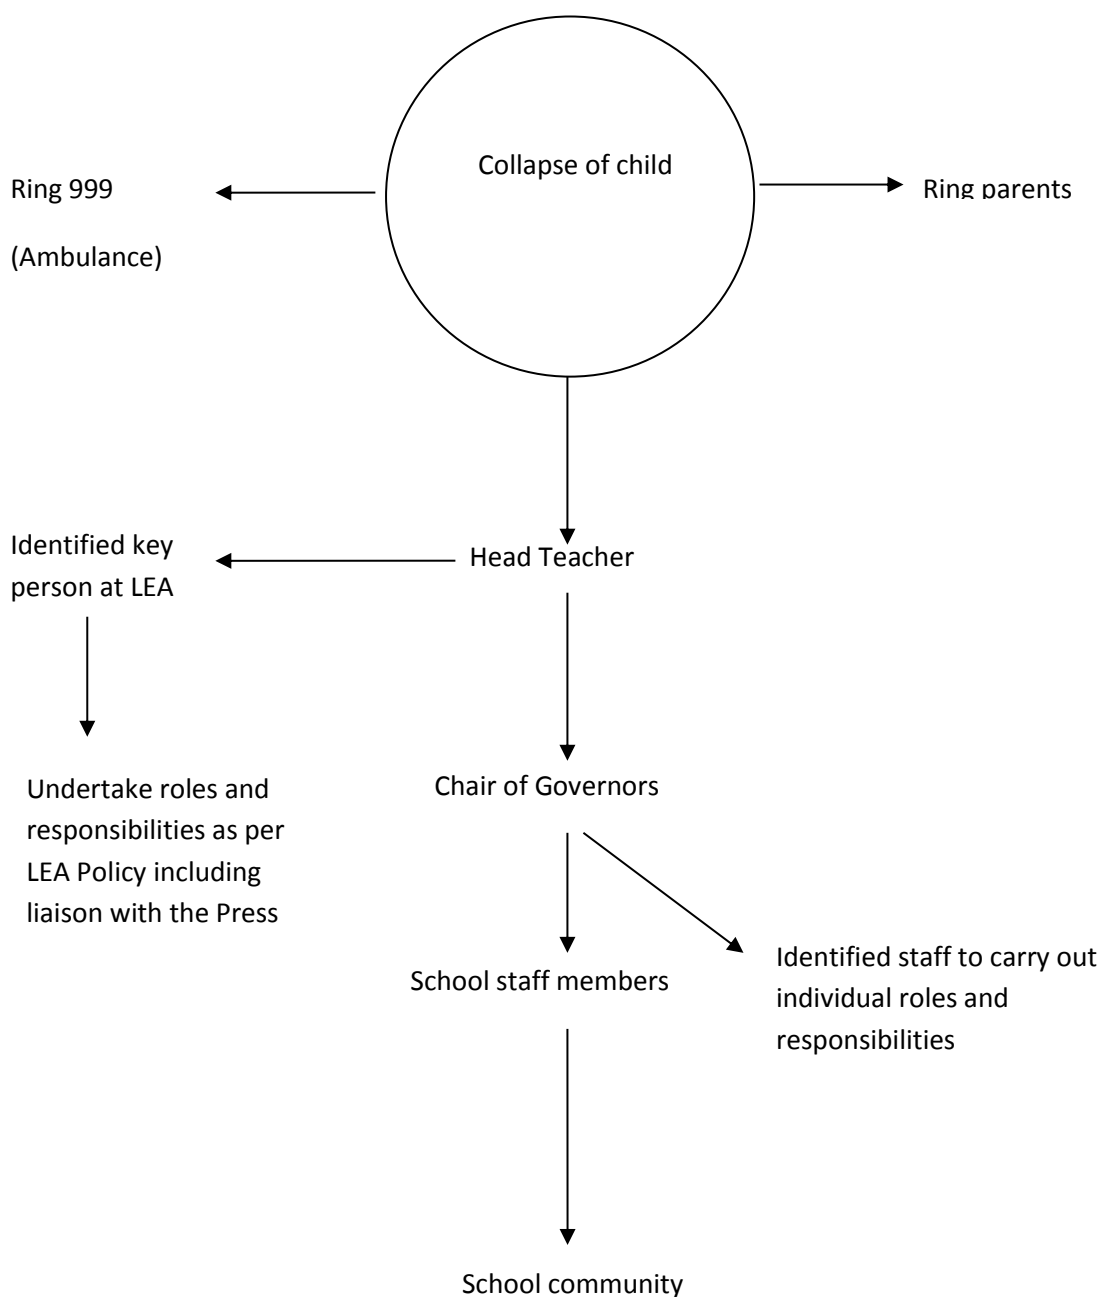 Collapse of child
Ring 999
(Ambulance)
Ring parents
Identified key
person at LEA
Head Teacher
Undertake roles and
responsibilities as per
LEA Policy including
liaison with the Press
Chair of Governors
School staff members
Identified staff to carry out
individual roles and
responsibilities
School community